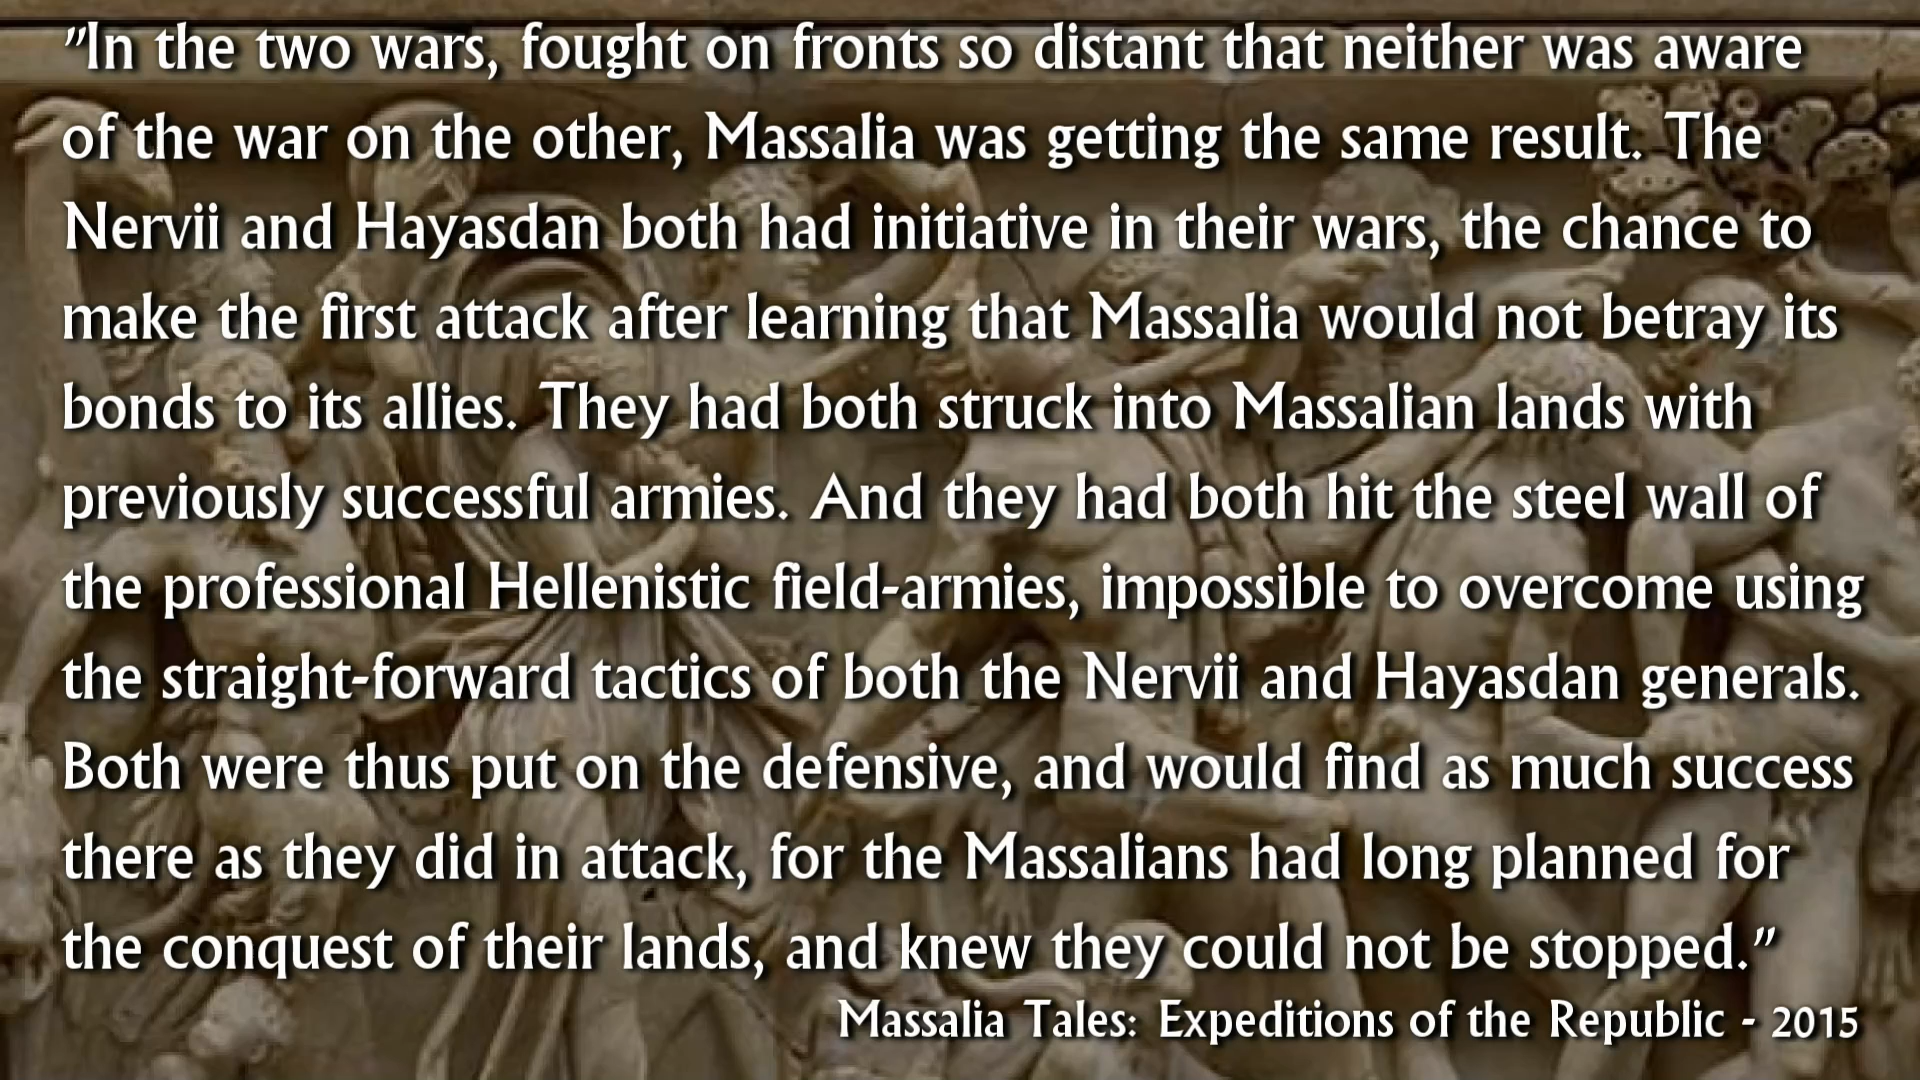 "In the two wars, fought on fronts so distant that neither was aware
of the war on the other, Massalia was getting the same result. The
Nervii and Hayasdan both had initiative in their wars, the chance to
make the first attack after learning that Massalia would not betray its
bonds to its allies. They had both struck into Massalian lands with
previously successful armies. And they had both hit the steel wall of
the professional Hellenistic field-armies, impossible to overcome using
the straight-forward tactics of both the Nervii and Hayasdan generals.
Both were thus put on the defensive, and would find as much success
there as they did in attack, for the Massalians had long planned for
the conquest of their lands, and knew they could not be stopped."
Massalia Tales: Expeditions of the Republic - 2015